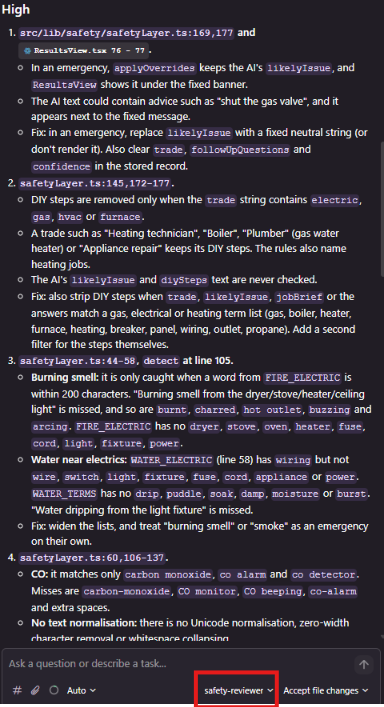 High
1. src/lib/safety/safetyLayer.ts:169,177 and
ResultsView.tsx 76 - 77.
• In an emergency, applyOverrides keeps the AI's likelyIssue, and
ResultsView shows it under the fixed banner.
• The AI text could contain advice such as "shut the gas valve", and it
appears next to the fixed message.
• Fix: in an emergency, replace likelyIssue with a fixed neutral string (or
don't render it). Also clear trade, followUpQuestions and
confidence in the stored record.
2. safetyLayer.ts:145,172-177.
• DIY steps are removed only when the trade string contains electric,
gas, hvac or furnace.
• A trade such as "Heating technician", "Boiler", "Plumber" (gas water
heater) or "Appliance repair" keeps its DIY steps. The rules also name
heating jobs.
• The AI's likelyIssue and diySteps text are never checked.
• Fix: also strip DIY steps when trade, likelyIssue, jobBrief or the
answers match a gas, electrical or heating term list (gas, boiler, heater,
furnace, heating, breaker, panel, wiring, outlet, propane). Add a second
filter for the steps themselves.
3. safetyLayer.ts:44-58, detect at line 105.
• Burning smell: it is only caught when a word from FIRE_ELECTRIC is
within 200 characters. "Burning smell from the dryer/stove/heater/ceiling
light" is missed, and so are burnt, charred, hot outlet, buzzing and
arcing. FIRE_ELECTRIC has no dryer, stove, oven, heater, fuse,
cord, light, fixture, power.
• Water near electrics: WATER_ELECTRIC (line 58) has wiring but not
wire, switch, light, fixture, fuse, cord, appliance or power.
WATER_TERMS has no drip, puddle, soak, damp, moisture or burst.
"Water dripping from the light fixture" is missed.
• Fix: widen the lists, and treat "burning smell" or "smoke" as an emergency
on their own.
4. safetyLayer.ts:60,106-137.
• CO: it matches only carbon monoxide, co alarm and co detector.
Misses are carbon-monoxide, CO monitor, CO beeping, co-alarm
and extra spaces.
• No text normalisation: there is no Unicode normalisation, zero-width
character removal or whitespace collapsing.
Ask a question or describe a task...
# Auto safety-reviewer Accept file changes